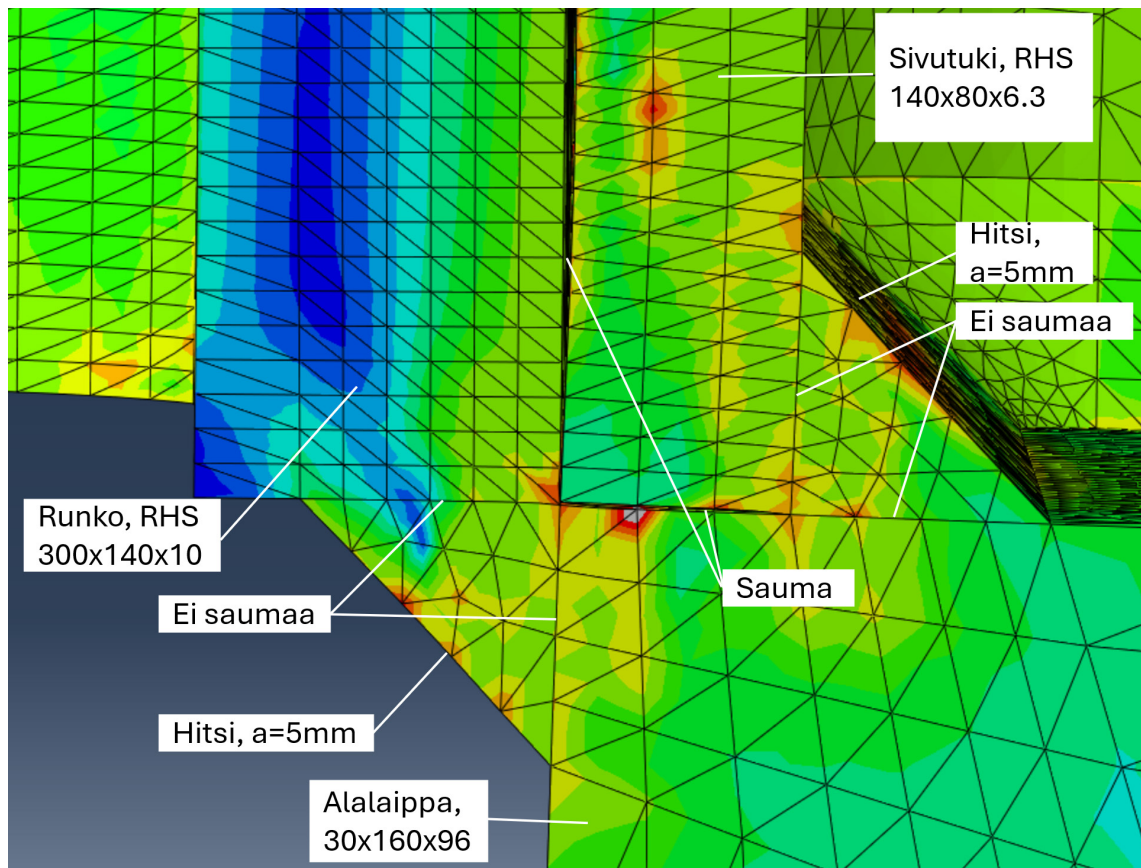 Sivutuki, RHS
140x80x6.3
Hitsi,
a=5mm
Ei saumaa
Runko, RHS
300x140x10
Sauma
Ei saumaa
Hitsi, a=5mm
Alalaippa,
30x160x96